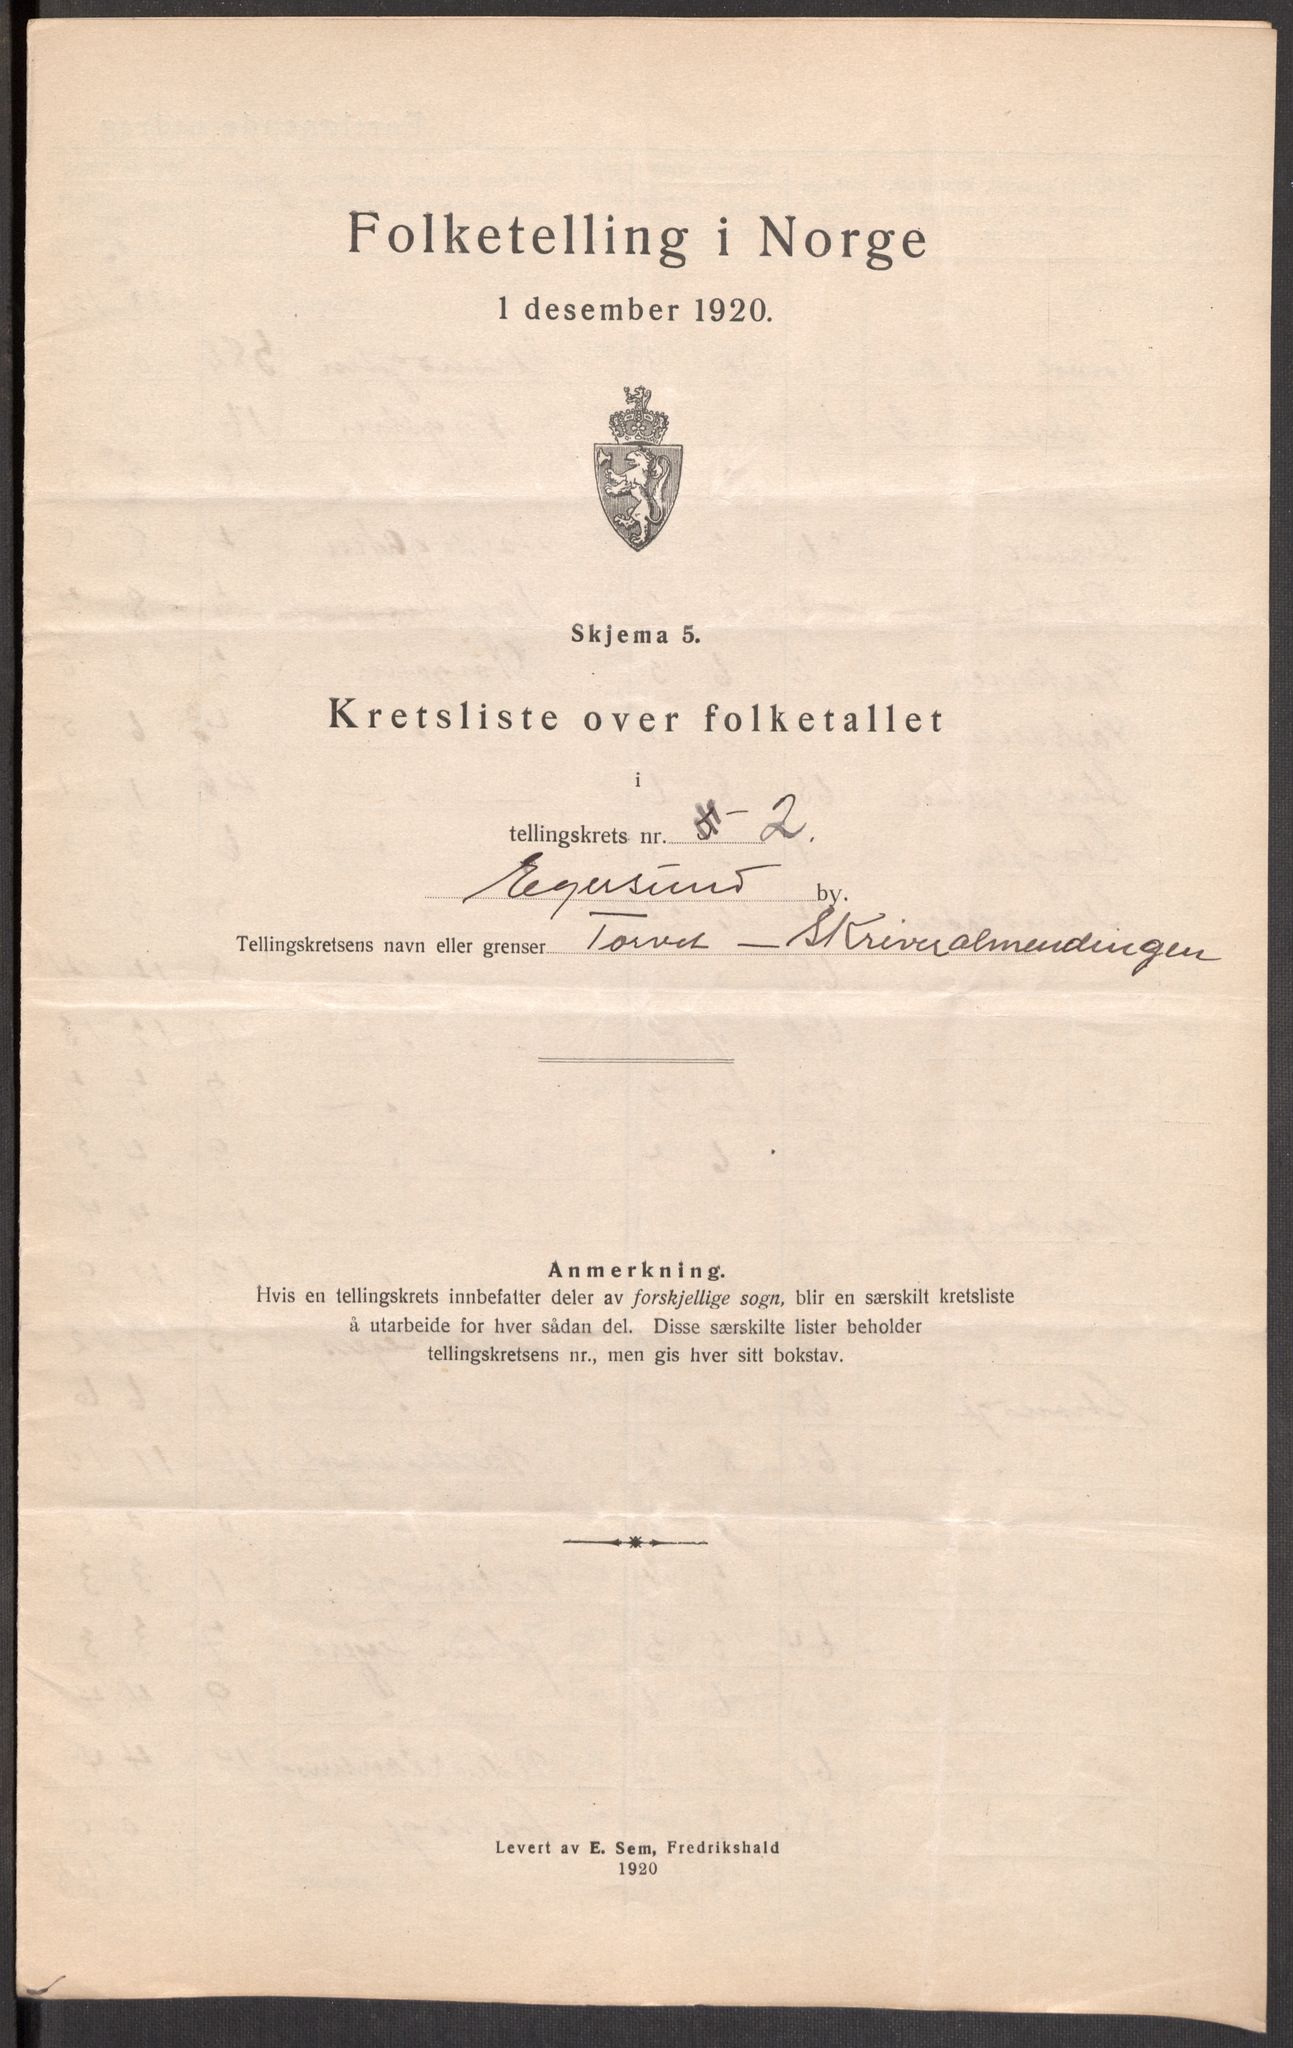 Folketelling i Norge
1 desember 1920.
Skjema 5.
Kretsliste over folketallet
i
tellingskrets nr. 2.
Egersund by.
Tellingskretsens navn eller grenser Torvet — Skriveralmendingen
Anmerkning.
Hvis en tellingskrets innbefatter deler av forskjellige sogn, blir en særskilt kretsliste
å utarbeide for hver sådan del. Disse særskilte lister beholder
tellingskretsens nr., men gis hver sitt bokstav.
Levert av E. Sem, Fredrikshald
1920